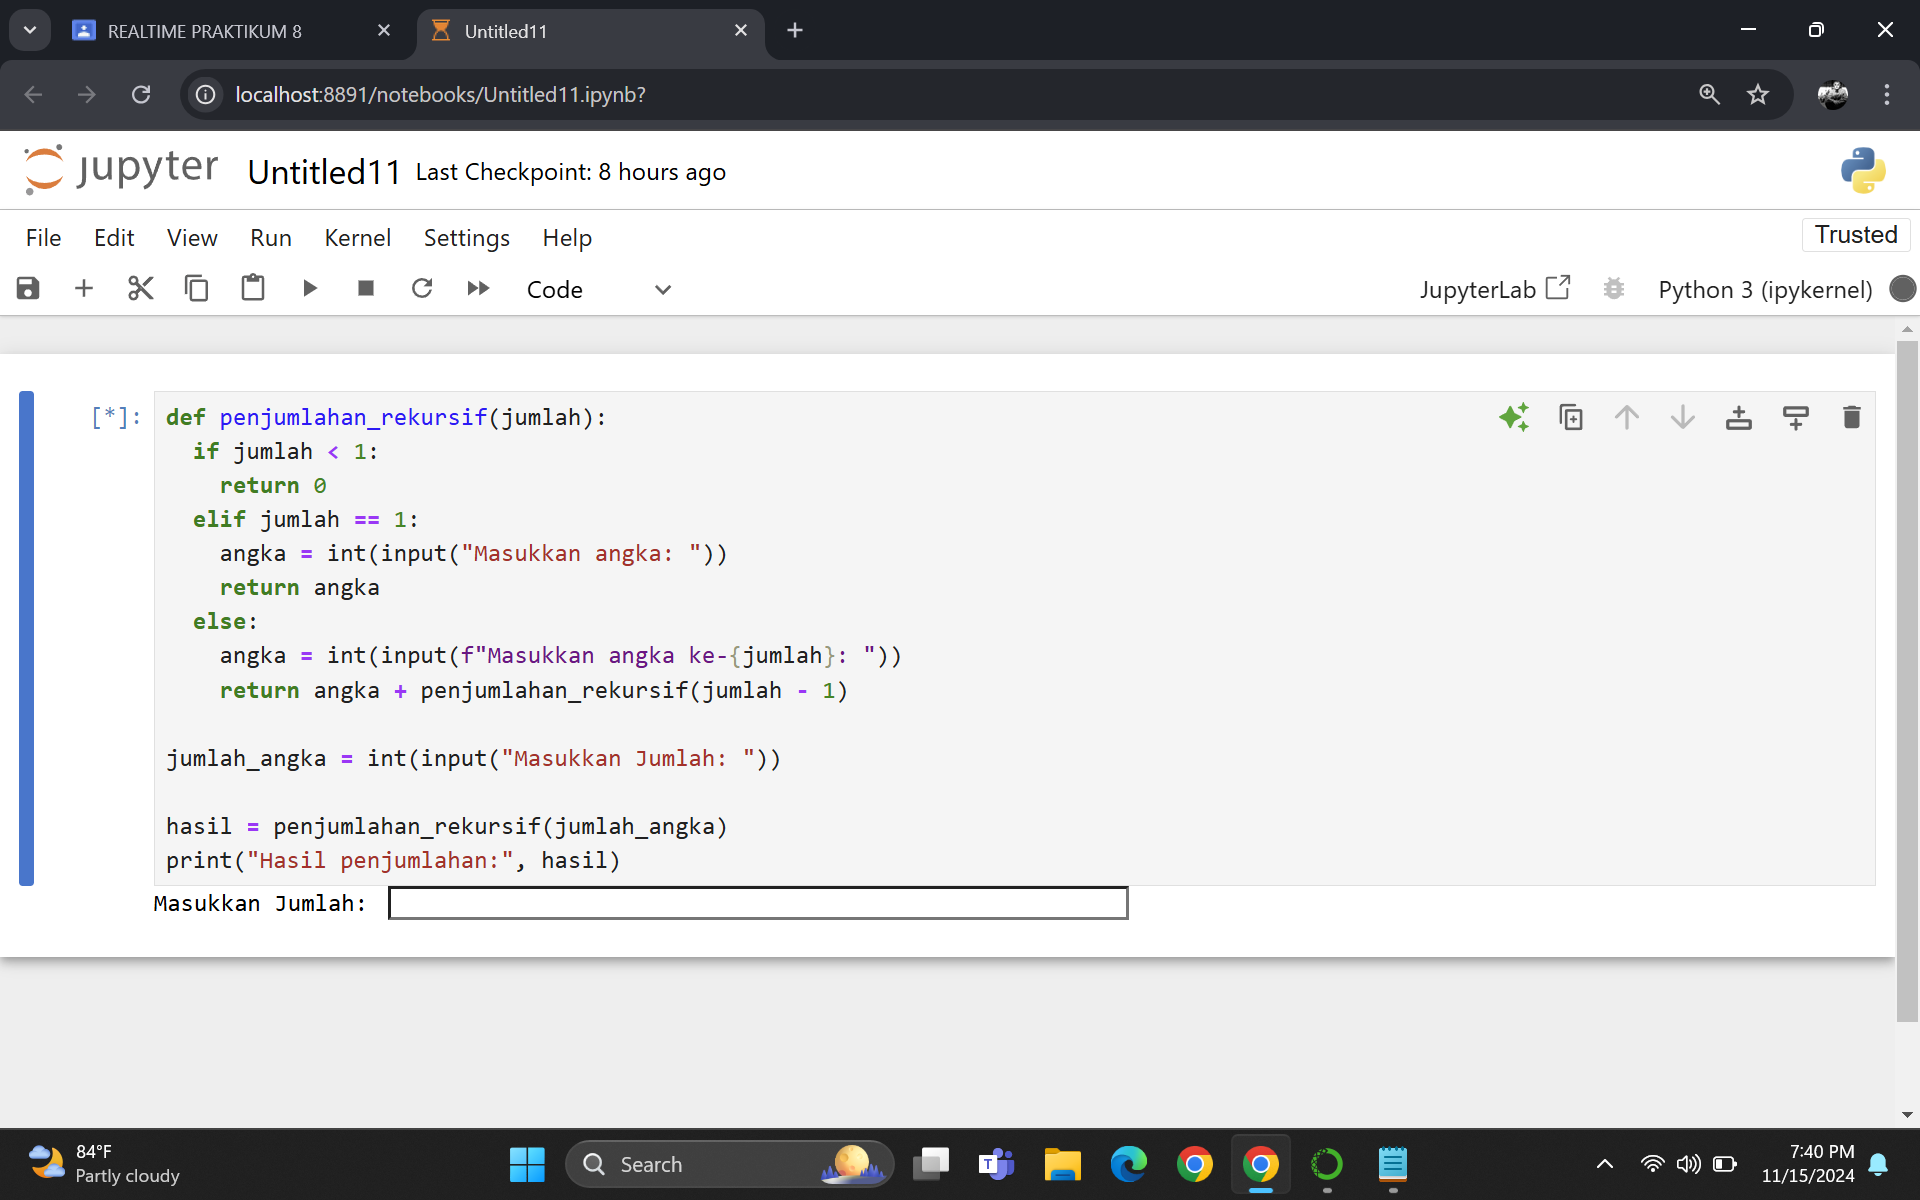 REALTIME PRAKTIKUM 8
Untitled11
localhost:8891/notebooks/Untitled11.ipynb?
jupyter Untitled11 Last Checkpoint: 8 hours ago
File Edit View Run Kernel Settings Help
Trusted
Code
JupyterLab
Python 3 (ipykernel)
[*]:
def penjumlahan_rekursif(jumlah):
  if jumlah < 1:
    return 0
  elif jumlah == 1:
    angka = int(input("Masukkan angka: "))
    return angka
  else:
    angka = int(input(f"Masukkan angka ke-{jumlah}: "))
    return angka + penjumlahan_rekursif(jumlah - 1)
jumlah_angka = int(input("Masukkan Jumlah: "))
hasil = penjumlahan_rekursif(jumlah_angka)
print("Hasil penjumlahan:", hasil)
Masukkan Jumlah:
84°F
Partly cloudy
Search
7:40 PM
11/15/2024